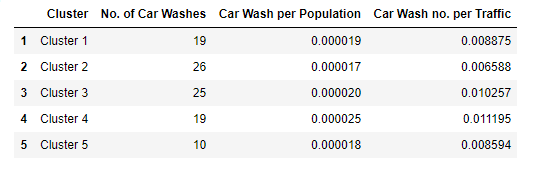 Cluster No. of Car Washes Car Wash per Population Car Wash no. per Traffic
1 Cluster 1 19 0.000019 0.008875
2 Cluster 2 26 0.000017 0.006588
3 Cluster 3 25 0.000020 0.010257
4 Cluster 4 19 0.000025 0.011195
5 Cluster 5 10 0.000018 0.008594